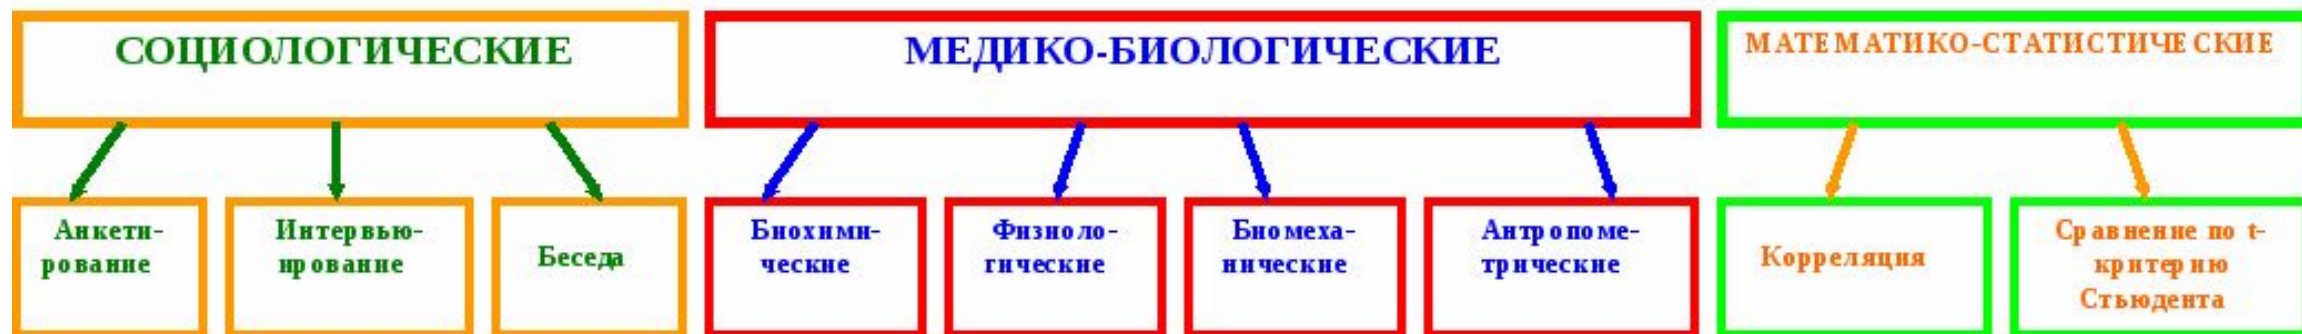 СОЦИОЛОГИЧЕСКИЕ
МЕДИКО-БИОЛОГИЧЕСКИЕ
МАТЕМАТИКО-СТАТИСТИЧЕСКИЕ
Анкети-
рование
Интервью-
ирование
Беседа
Биохими-
ческие
Физиоло-
гические
Биомеха-
нические
Антропоме-
трические
Корреляция
Сравнение по t-
критерию
Стьюдента